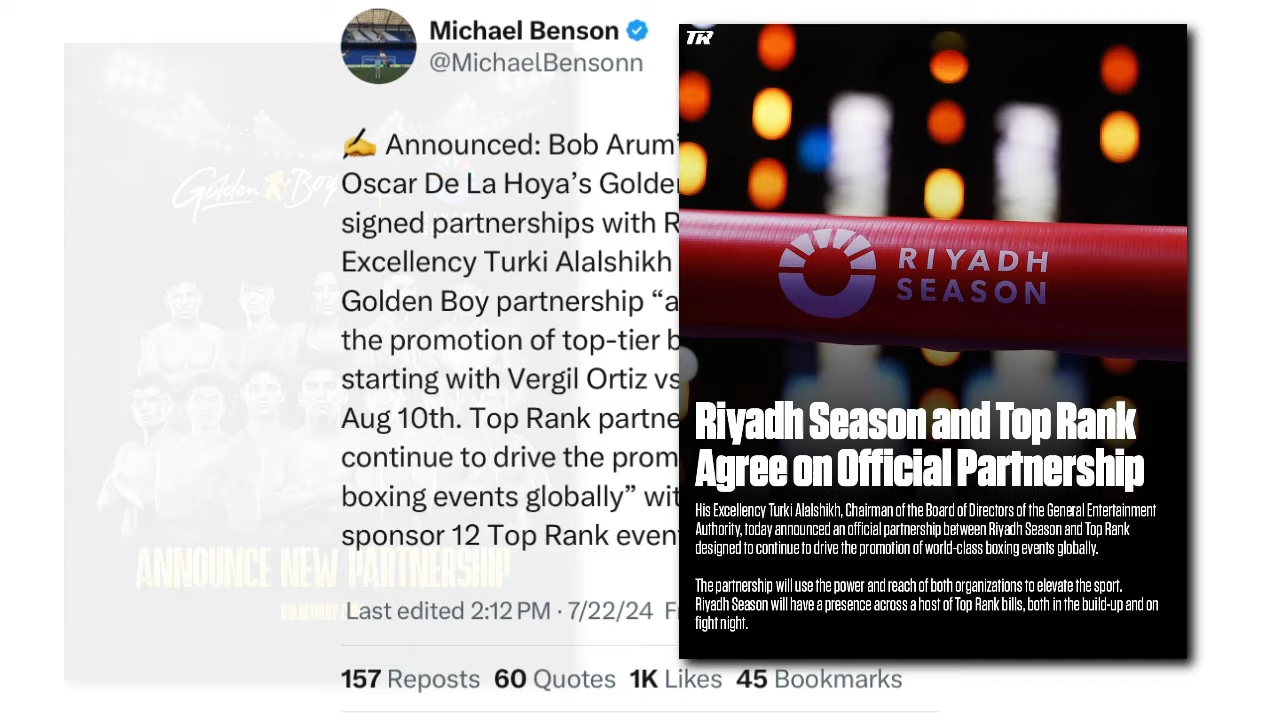 Michael Benson
@MichaelBensonn
✍️ Announced: Bob Arum'
Oscar De La Hoya's Golde
signed partnerships with R
Excellency Turki Alalshikh
Golden Boy partnership “a
the promotion of top-tier b
starting with Vergil Ortiz vs
Aug 10th. Top Rank partne
continue to drive the prom
boxing events globally” wit
sponsor 12 Top Rank even
Last edited 2:12 PM · 7/22/24 F
157 Reposts 60 Quotes 1K Likes 45 Bookmarks
Golden Boy
ANNOUNCE NEW PARTNERSHIP
TR
RIYADH
SEASON
Riyadh Season and Top Rank
Agree on Official Partnership
His Excellency Turki Alalshikh, Chairman of the Board of Directors of the General Entertainment
Authority, today announced an official partnership between Riyadh Season and Top Rank
designed to continue to drive the promotion of world-class boxing events globally.
The partnership will use the power and reach of both organizations to elevate the sport.
Riyadh Season will have a presence across a host of Top Rank bills, both in the build-up and on
fight night.